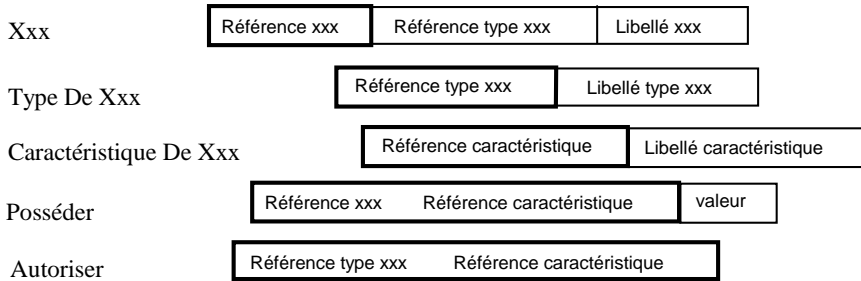 Xxx Référence xxx Référence type xxx Libellé xxx
Type De Xxx Référence type xxx Libellé type xxx
Caractéristique De Xxx Référence caractéristique Libellé caractéristique
Posséder Référence xxx Référence caractéristique valeur
Autoriser Référence type xxx Référence caractéristique